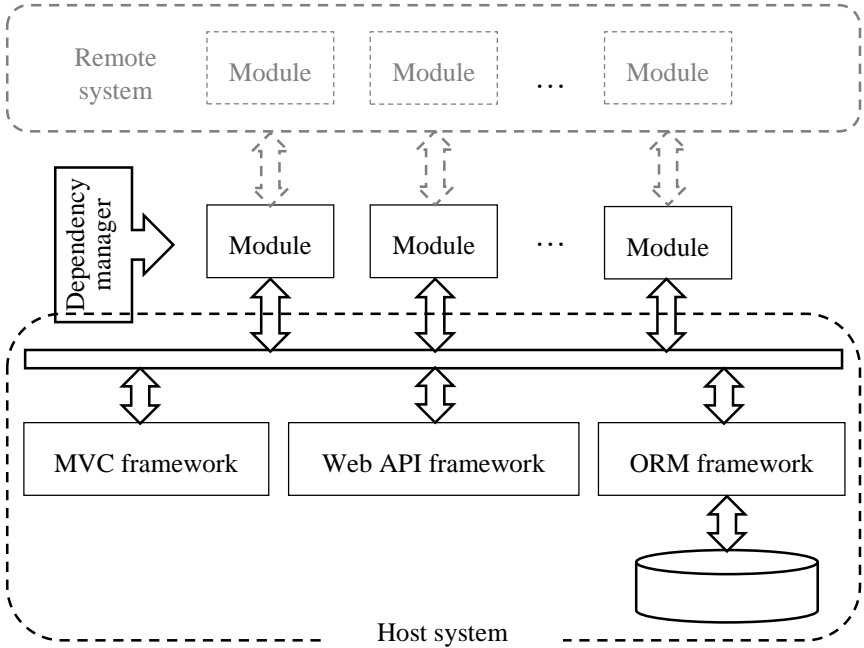 Remote
system
Module
Module
...
Module
Dependency
manager
Module
Module
...
Module
MVC framework
Web API framework
ORM framework
Host system